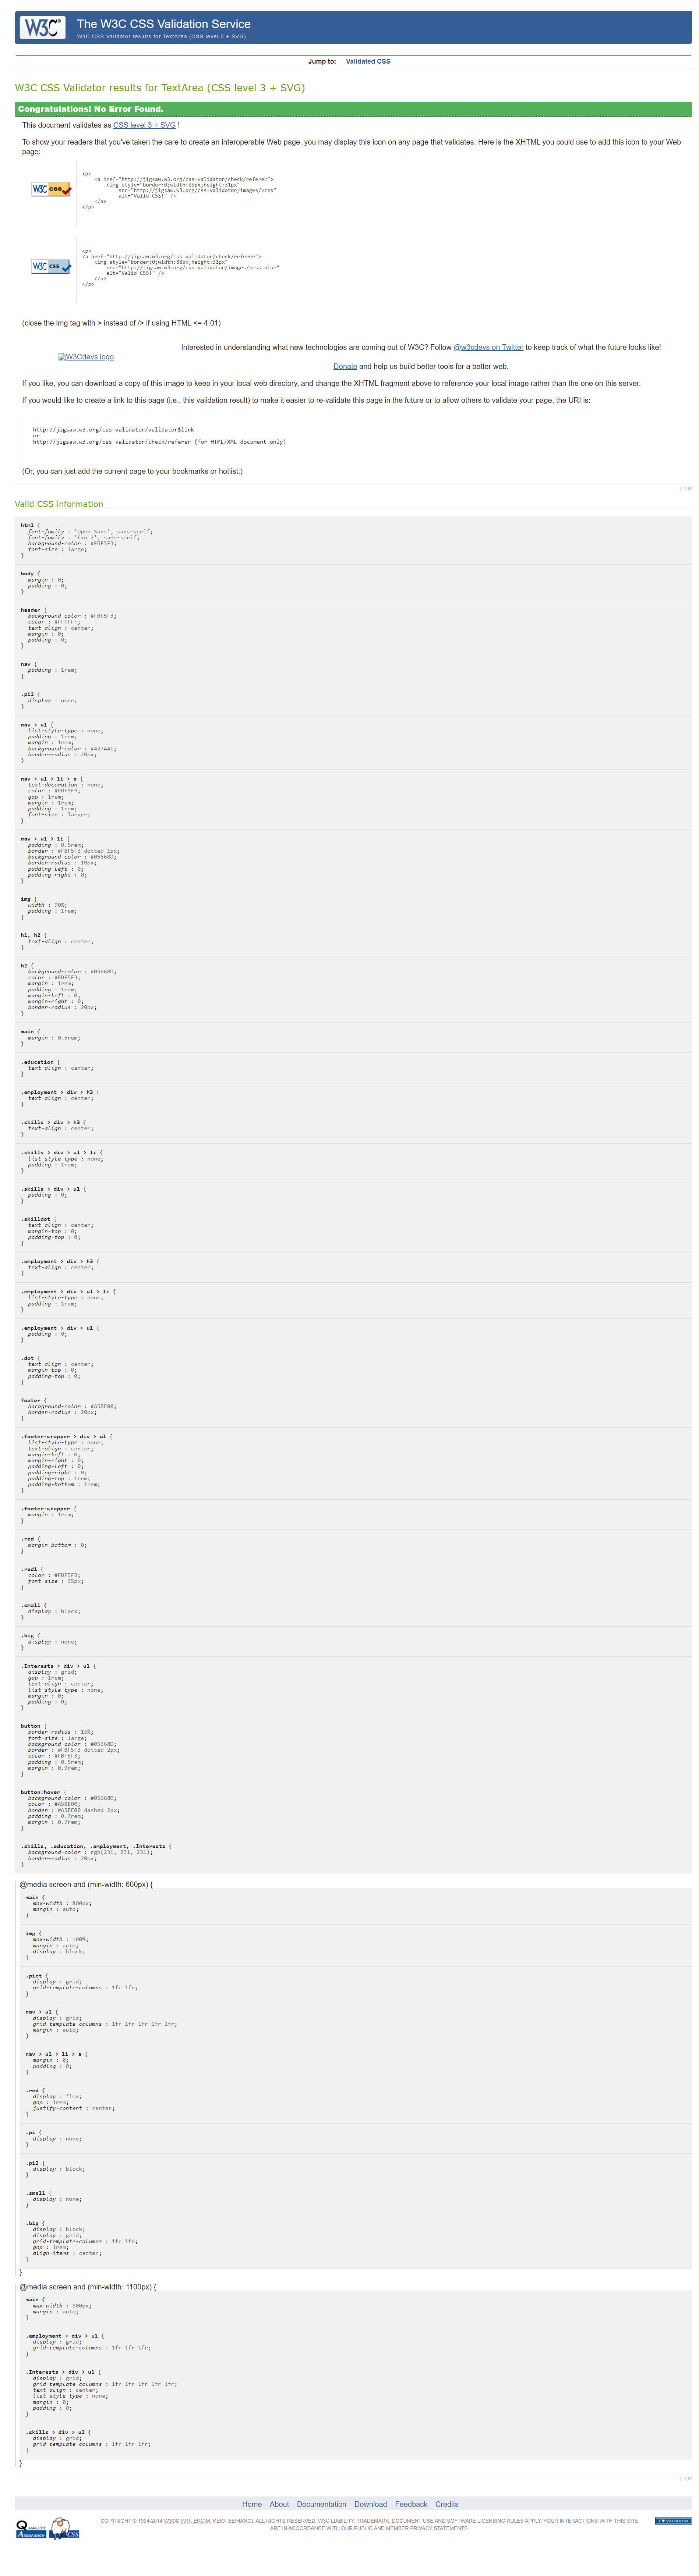 W3C®
The W3C CSS Validation Service
W3C CSS Validator results for TextArea (CSS level 3 + SVG)
Jump to: Validated CSS
W3C CSS Validator results for TextArea (CSS level 3 + SVG)
Congratulations! No Error Found.
This document validates as CSS level 3 + SVG !
To show your readers that you've taken the care to create an interoperable Web page, you may display this icon on any page that validates. Here is the XHTML you could use to add this icon to your Web
page:
W3C CSS
<p>
<a href="http://jigsaw.w3.org/css-validator/check/referer">
<img style="border:0;width:88px;height:31px"
src="http://jigsaw.w3.org/css-validator/images/vcss"
alt="Valid CSS!" />
</a>
</p>
W3C CSS
<p>
<a href="http://jigsaw.w3.org/css-validator/check/referer">
<img style="border:0;width:88px;height:31px"
src="http://jigsaw.w3.org/css-validator/images/vcss-blue"
alt="Valid CSS!" />
</a>
</p>
(close the img tag with > instead of /> if using HTML <= 4.01)
W3Cdevs logo
Interested in understanding what new technologies are coming out of W3C? Follow @w3cdevs on Twitter to keep track of what the future looks like!
Donate and help us build better tools for a better web.
If you like, you can download a copy of this image to keep in your local web directory, and change the XHTML fragment above to reference your local image rather than the one on this server.
If you would like to create a link to this page (i.e., this validation result) to make it easier to re-validate this page in the future or to allow others to validate your page, the URI is:
http://jigsaw.w3.org/css-validator/validator$link
or
http://jigsaw.w3.org/css-validator/check/referer (for HTML/XML document only)
(Or, you can just add the current page to your bookmarks or hotlist.)
↑ TOP
Valid CSS information
html {
font-family : 'Open Sans', sans-serif;
font-family : 'Exo 2', sans-serif;
background-color : #FBF5F3;
font-size : large;
}
body {
margin : 0;
padding : 0;
}
header {
background-color : #FBF5F3;
color : #FFFFFF;
text-align : center;
margin : 0;
padding : 0;
}
nav {
padding : 1rem;
}
.pi2 {
display : none;
}
nav > ul {
list-style-type : none;
padding : 1rem;
margin : 1rem;
background-color : #427AA1;
border-radius : 20px;
}
nav > ul > li > a {
text-decoration : none;
color : #FBF5F3;
gap : 1rem;
margin : 1rem;
padding : 1rem;
font-size : larger;
}
nav > ul > li {
padding : 0.5rem;
border : #FBF5F3 dotted 1px;
background-color : #05668D;
border-radius : 10px;
padding-left : 0;
padding-right : 0;
}
img {
width : 90%;
padding : 1rem;
}
h1, h2 {
text-align : center;
}
h2 {
background-color : #05668D;
color : #FBF5F3;
margin : 1rem;
padding : 1rem;
margin-left : 0;
margin-right : 0;
border-radius : 20px;
}
main {
margin : 0.5rem;
}
.education {
text-align : center;
}
.employment > div > h3 {
text-align : center;
}
.skills > div > h3 {
text-align : center;
}
.skills > div > ul > li {
list-style-type : none;
padding : 1rem;
}
.skills > div > ul {
padding : 0;
}
.skilldot {
text-align : center;
margin-top : 0;
padding-top : 0;
}
.employment > div > h3 {
text-align : center;
}
.employment > div > ul > li {
list-style-type : none;
padding : 1rem;
}
.employment > div > ul {
padding : 0;
}
.dot {
text-align : center;
margin-top : 0;
padding-top : 0;
}
footer {
background-color : #A5BE00;
border-radius : 20px;
}
.footer-wrapper > div > ul {
list-style-type : none;
text-align : center;
margin-left : 0;
margin-right : 0;
padding-left : 0;
padding-right : 0;
padding-top : 1rem;
padding-bottom : 1rem;
}
.footer-wrapper {
margin : 1rem;
}
.red {
margin-bottom : 0;
}
.red1 {
color : #FBF5F3;
font-size : 35px;
}
.small {
display : block;
}
.big {
display : none;
}
.Interests > div > ul {
display : grid;
gap : 1rem;
text-align : center;
list-style-type : none;
margin : 0;
padding : 0;
}
button {
border-radius : 15%;
font-size : large;
background-color : #05668D;
border : #FBF5F3 dotted 2px;
color : #FBF5F3;
padding : 0.5rem;
margin : 0.9rem;
}
button:hover {
background-color : #05668D;
color : #A5BE00;
border : #A5BE00 dashed 2px;
padding : 0.7rem;
margin : 0.7rem;
}
.skills, .education, .employment, .Interests {
background-color : rgb(231, 231, 231);
border-radius : 20px;
}
@media screen and (min-width: 600px) {
main {
max-width : 800px;
margin : auto;
}
img {
max-width : 100%;
margin : auto;
display : block;
}
.pict {
display : grid;
grid-template-columns : 1fr 1fr;
}
nav > ul {
display : grid;
grid-template-columns : 1fr 1fr 1fr 1fr 1fr;
margin : auto;
}
nav > ul > li > a {
margin : 0;
padding : 0;
}
.red {
display : flex;
gap : 1rem;
justify-content : center;
}
.pi {
display : none;
}
.pi2 {
display : block;
}
.small {
display : none;
}
.big {
display : block;
display : grid;
grid-template-columns : 1fr 1fr;
gap : 1rem;
align-items : center;
}
}
@media screen and (min-width: 1100px) {
main {
max-width : 800px;
margin : auto;
}
.employment > div > ul {
display : grid;
grid-template-columns : 1fr 1fr 1fr;
}
.Interests > div > ul {
display : grid;
grid-template-columns : 1fr 1fr 1fr 1fr 1fr;
text-align : center;
list-style-type : none;
margin : 0;
padding : 0;
}
.skills > div > ul {
display : grid;
grid-template-columns : 1fr 1fr 1fr;
}
}
↑ TOP
Home About Documentation Download Feedback Credits
Quality
Assurance
CSS
COPYRIGHT © 1994-2014 W3C® (MIT, ERCIM, KEIO, BEIHANG), ALL RIGHTS RESERVED. W3C LIABILITY, TRADEMARK, DOCUMENT USE AND SOFTWARE LICENSING RULES APPLY. YOUR INTERACTIONS WITH THIS SITE
ARE IN ACCORDANCE WITH OUR PUBLIC AND MEMBER PRIVACY STATEMENTS.
I ♥ VALIDATOR